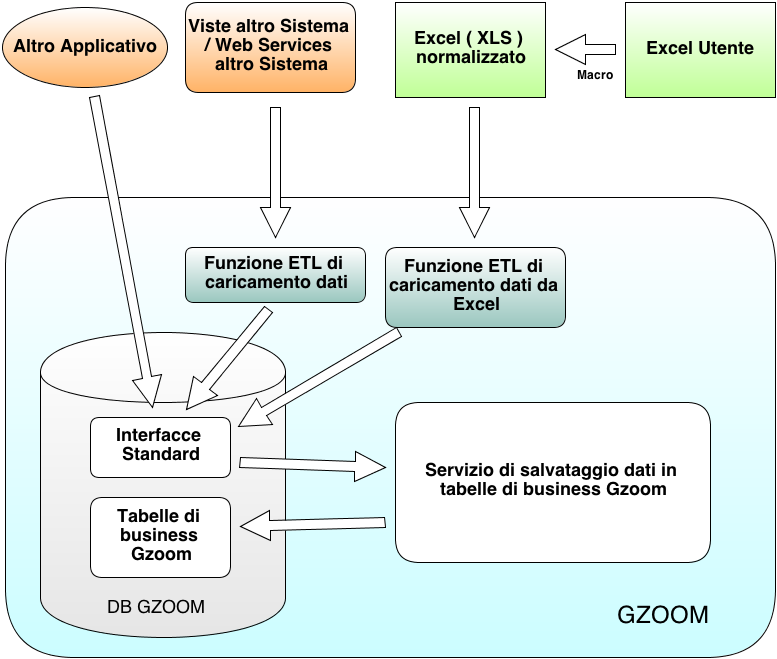 Altro Applicativo
Viste altro Sistema
/ Web Services
altro Sistema
Excel ( XLS )
normalizzato
Macro
Excel Utente
Funzione ETL di
caricamento dati
Funzione ETL di
caricamento dati da
Excel
Interfacce
Standard
Servizio di salvataggio dati in
tabelle di business Gzoom
Tabelle di
business
Gzoom
DB GZOOM
GZOOM